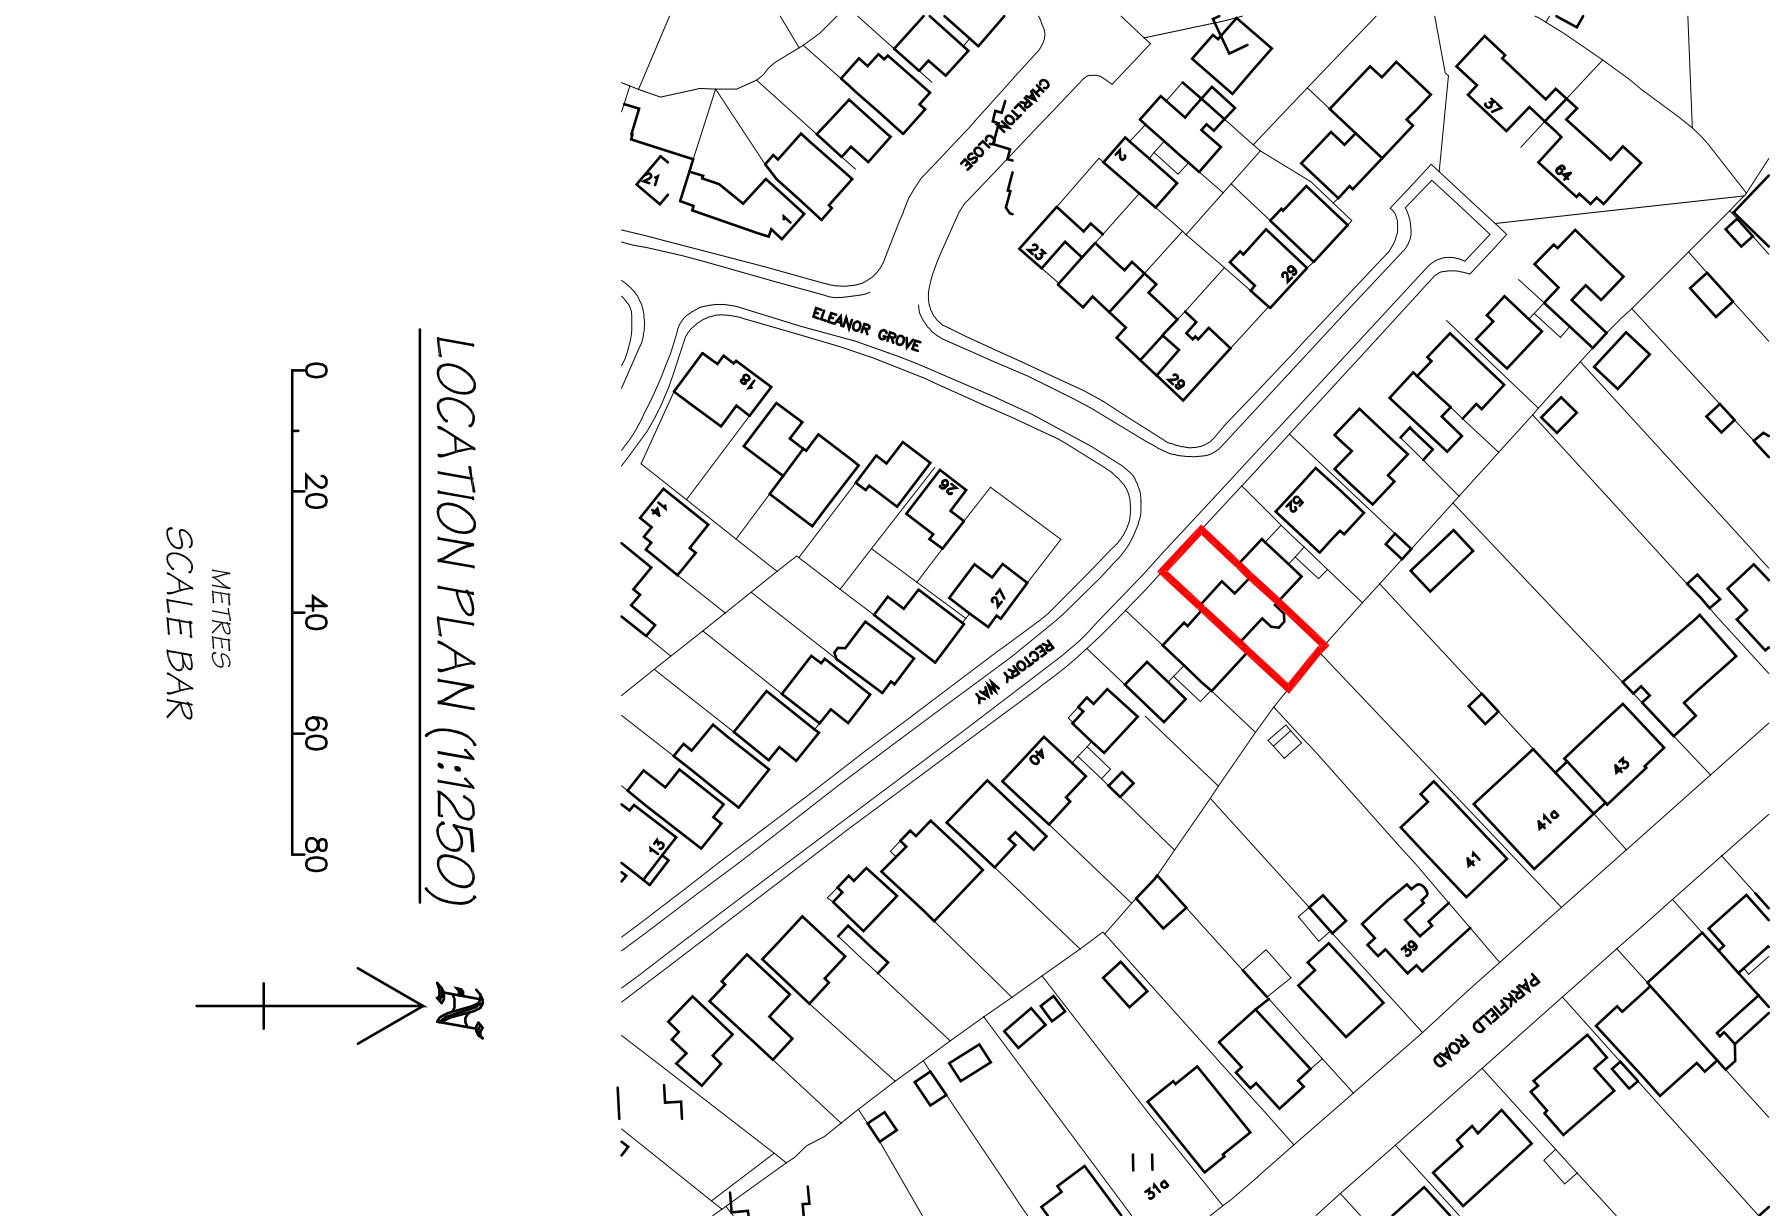 LOCATION PLAN (1:1250)
0
20
40
60
80
METRES
SCALE BAR
N
CHARLTON CLOSE
ELEANOR GROVE
RECTORY WAY
PARKFIELD ROAD
37
64
2
21
1
23
29
29
18
26
14
27
52
40
13
43
41a
41
39
31a